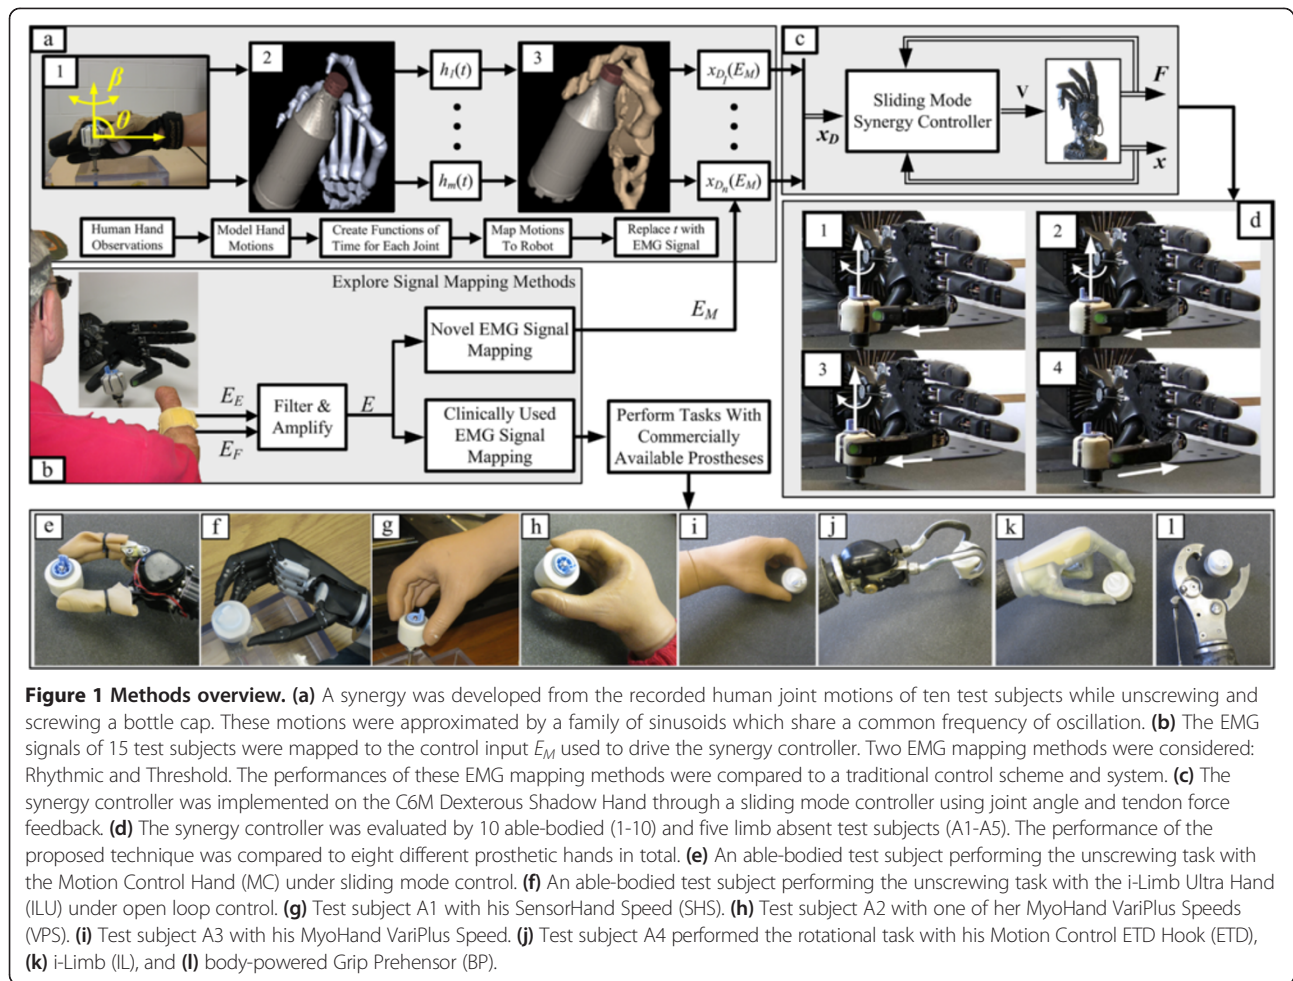 a
1
β
θ
2
h1(t)
hm(t)
3
xD1(EM)
xDn(EM)
Human Hand
Observations
Model Hand
Motions
Create Functions of
Time for Each Joint
Map Motions
To Robot
Replace t with
EMG Signal
c
xD
Sliding Mode
Synergy Controller
V
F
x
d
1
2
3
4
Explore Signal Mapping Methods
EE
EF
Filter &
Amplify
E
Novel EMG Signal
Mapping
EM
Clinically Used
EMG Signal
Mapping
Perform Tasks With
Commercially
Available Prostheses
b
e
f
g
h
i
j
k
l
Figure 1 Methods overview. (a) A synergy was developed from the recorded human joint motions of ten test subjects while unscrewing and
screwing a bottle cap. These motions were approximated by a family of sinusoids which share a common frequency of oscillation. (b) The EMG
signals of 15 test subjects were mapped to the control input EM used to drive the synergy controller. Two EMG mapping methods were considered:
Rhythmic and Threshold. The performances of these EMG mapping methods were compared to a traditional control scheme and system. (c) The
synergy controller was implemented on the C6M Dexterous Shadow Hand through a sliding mode controller using joint angle and tendon force
feedback. (d) The synergy controller was evaluated by 10 able-bodied (1-10) and five limb absent test subjects (A1-A5). The performance of the
proposed technique was compared to eight different prosthetic hands in total. (e) An able-bodied test subject performing the unscrewing task with
the Motion Control Hand (MC) under sliding mode control. (f) An able-bodied test subject performing the unscrewing task with the i-Limb Ultra Hand
(ILU) under open loop control. (g) Test subject A1 with his SensorHand Speed (SHS). (h) Test subject A2 with one of her MyoHand VariPlus Speeds
(VPS). (i) Test subject A3 with his MyoHand VariPlus Speed. (j) Test subject A4 performed the rotational task with his Motion Control ETD Hook (ETD),
(k) i-Limb (IL), and (l) body-powered Grip Prehensor (BP).